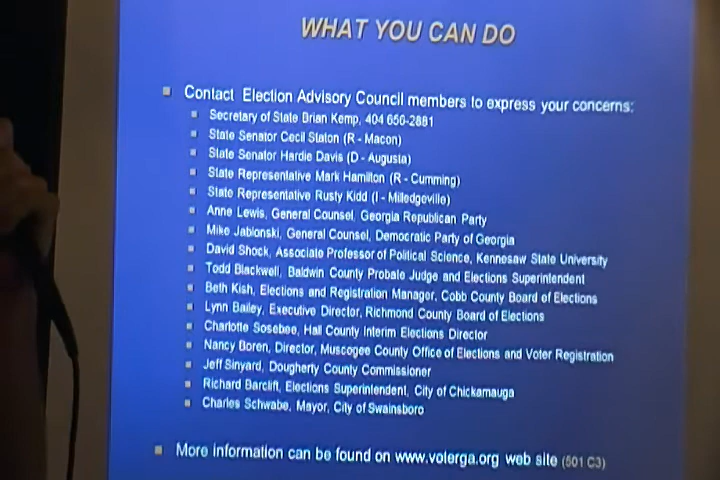 WHAT YOU CAN DO
Contact Election Advisory Council members to express your concerns:
Secretary of State Brian Kemp, 404 656-2881
State Senator Cecil Staton (R - Macon)
State Senator Hardie Davis (D - Augusta)
State Representative Mark Hamilton (R - Cumming)
State Representative Rusty Kidd (I - Milledgeville)
Anne Lewis, General Counsel, Georgia Republican Party
Mike Jablonski, General Counsel, Democratic Party of Georgia
David Shock, Associate Professor of Political Science, Kennesaw State University
Todd Blackwell, Baldwin County Probate Judge and Elections Superintendent
Beth Kish, Elections and Registration Manager, Cobb County Board of Elections
Lynn Bailey, Executive Director, Richmond County Board of Elections
Charlotte Sosebee, Hall County Interim Elections Director
Nancy Boren, Director, Muscogee County Office of Elections and Voter Registration
Jeff Sinyard, Dougherty County Commissioner
Richard Barclift, Elections Superintendent, City of Chickamauga
Charles Schwabe, Mayor, City of Swainsboro
More information can be found on www.voterga.org web site (501 C3)